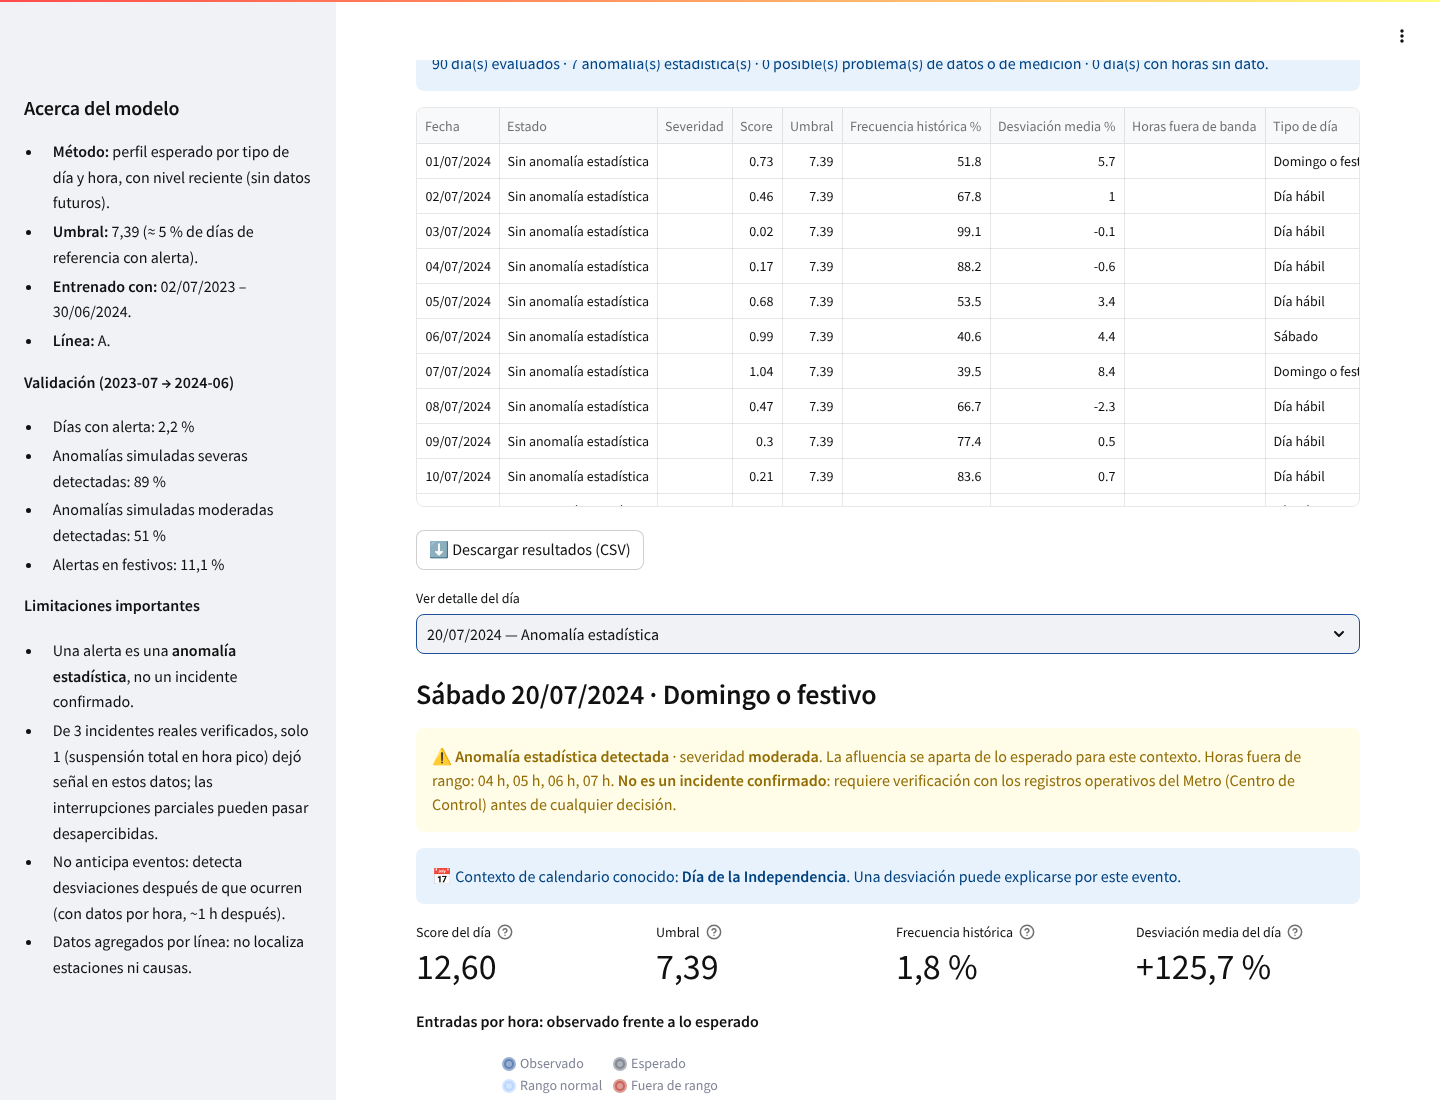 Acerca del modelo
• Método: perfil esperado por tipo de
día y hora, con nivel reciente (sin datos
futuros).
• Umbral: 7,39 (≈ 5 % de días de
referencia con alerta).
• Entrenado con: 02/07/2023 –
30/06/2024.
• Línea: A.
Validación (2023-07 → 2024-06)
• Días con alerta: 2,2 %
• Anomalías simuladas severas
detectadas: 89 %
• Anomalías simuladas moderadas
detectadas: 51 %
• Alertas en festivos: 11,1 %
Limitaciones importantes
• Una alerta es una anomalía
estadística, no un incidente
confirmado.
• De 3 incidentes reales verificados, solo
1 (suspensión total en hora pico) dejó
señal en estos datos; las
interrupciones parciales pueden pasar
desapercibidas.
• No anticipa eventos: detecta
desviaciones después de que ocurren
(con datos por hora, ~1 h después).
• Datos agregados por línea: no localiza
estaciones ni causas.
90 día(s) evaluados · 7 anomalía(s) estadística(s) · 0 posible(s) problema(s) de datos o de medición · 0 día(s) con horas sin dato.
Fecha Estado Severidad Score Umbral Frecuencia histórica % Desviación media % Horas fuera de banda Tipo de día
01/07/2024 Sin anomalía estadística 0.73 7.39 51.8 5.7 Domingo o fest
02/07/2024 Sin anomalía estadística 0.46 7.39 67.8 1 Día hábil
03/07/2024 Sin anomalía estadística 0.02 7.39 99.1 -0.1 Día hábil
04/07/2024 Sin anomalía estadística 0.17 7.39 88.2 -0.6 Día hábil
05/07/2024 Sin anomalía estadística 0.68 7.39 53.5 3.4 Día hábil
06/07/2024 Sin anomalía estadística 0.99 7.39 40.6 4.4 Sábado
07/07/2024 Sin anomalía estadística 1.04 7.39 39.5 8.4 Domingo o fest
08/07/2024 Sin anomalía estadística 0.47 7.39 66.7 -2.3 Día hábil
09/07/2024 Sin anomalía estadística 0.3 7.39 77.4 0.5 Día hábil
10/07/2024 Sin anomalía estadística 0.21 7.39 83.6 0.7 Día hábil
⬇️ Descargar resultados (CSV)
Ver detalle del día
20/07/2024 — Anomalía estadística
Sábado 20/07/2024 · Domingo o festivo
⚠️ Anomalía estadística detectada · severidad moderada. La afluencia se aparta de lo esperado para este contexto. Horas fuera de
rango: 04 h, 05 h, 06 h, 07 h. No es un incidente confirmado: requiere verificación con los registros operativos del Metro (Centro de
Control) antes de cualquier decisión.
📅 Contexto de calendario conocido: Día de la Independencia. Una desviación puede explicarse por este evento.
Score del día Umbral Frecuencia histórica Desviación media del día
12,60 7,39 1,8 % +125,7 %
Entradas por hora: observado frente a lo esperado
Observado Esperado
Rango normal Fuera de rango